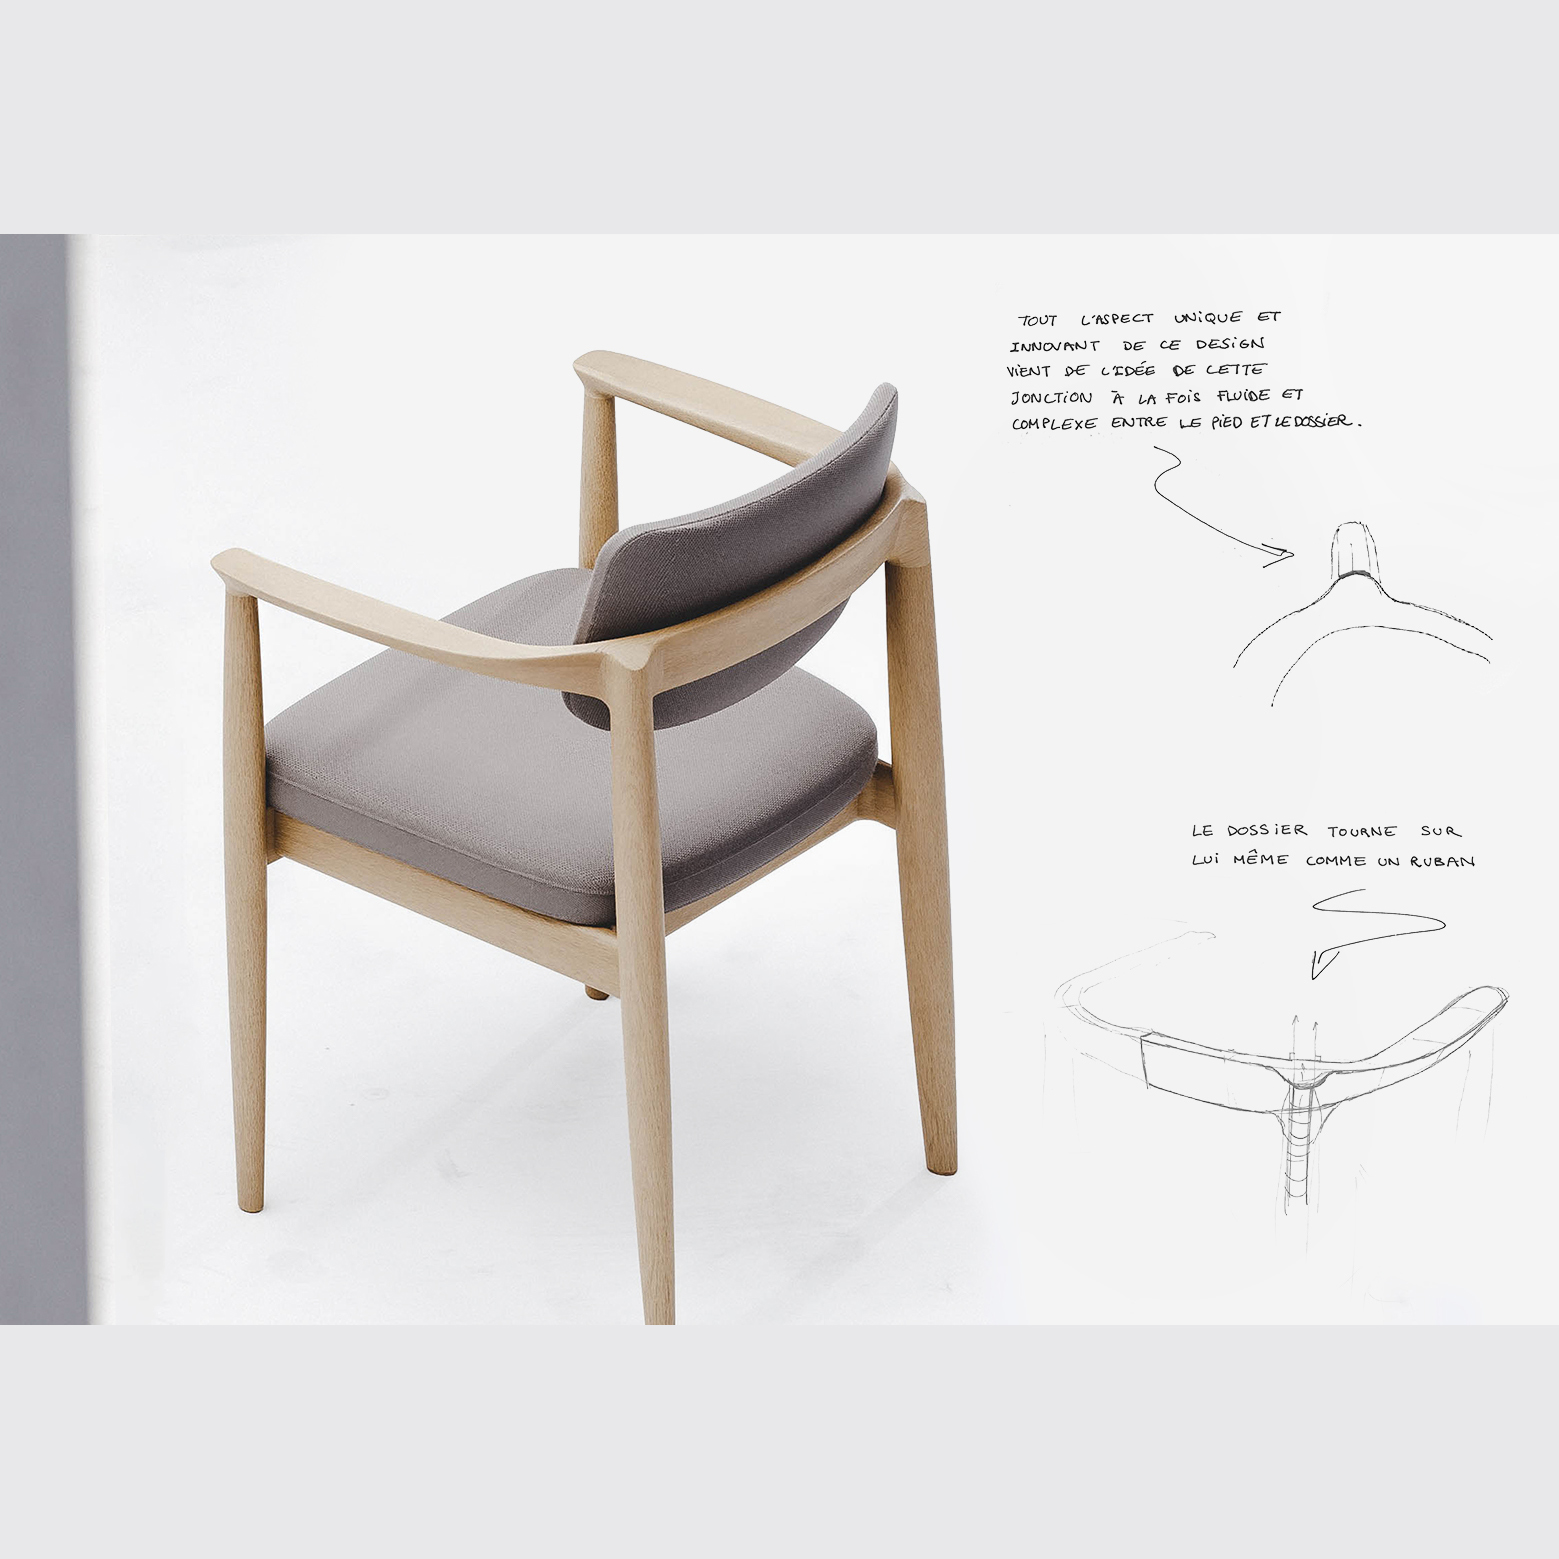 TOUT L'ASPECT UNIQUE ET
INNOVANT DE CE DESIGN
VIENT DE L'IDÉE DE CETTE
JONCTION À LA FOIS FLUIDE ET
COMPLEXE ENTRE LE PIED ET LE DOSSIER.
LE DOSSIER TOURNE SUR
LUI MÊME COMME UN RUBAN